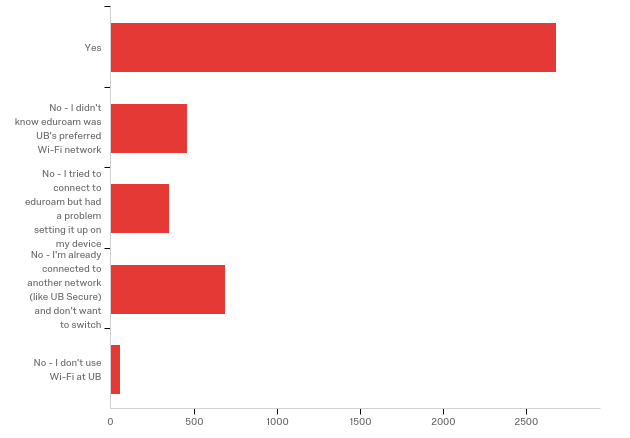 Yes
No - I didn't
know eduroam was
UB's preferred
Wi-Fi network
No - I tried to
connect to
eduroam but had
a problem
setting it up on
my device
No - I'm already
connected to
another network
(like UB Secure)
and don't want
to switch
No - I don't use
Wi-Fi at UB
0 500 1000 1500 2000 2500